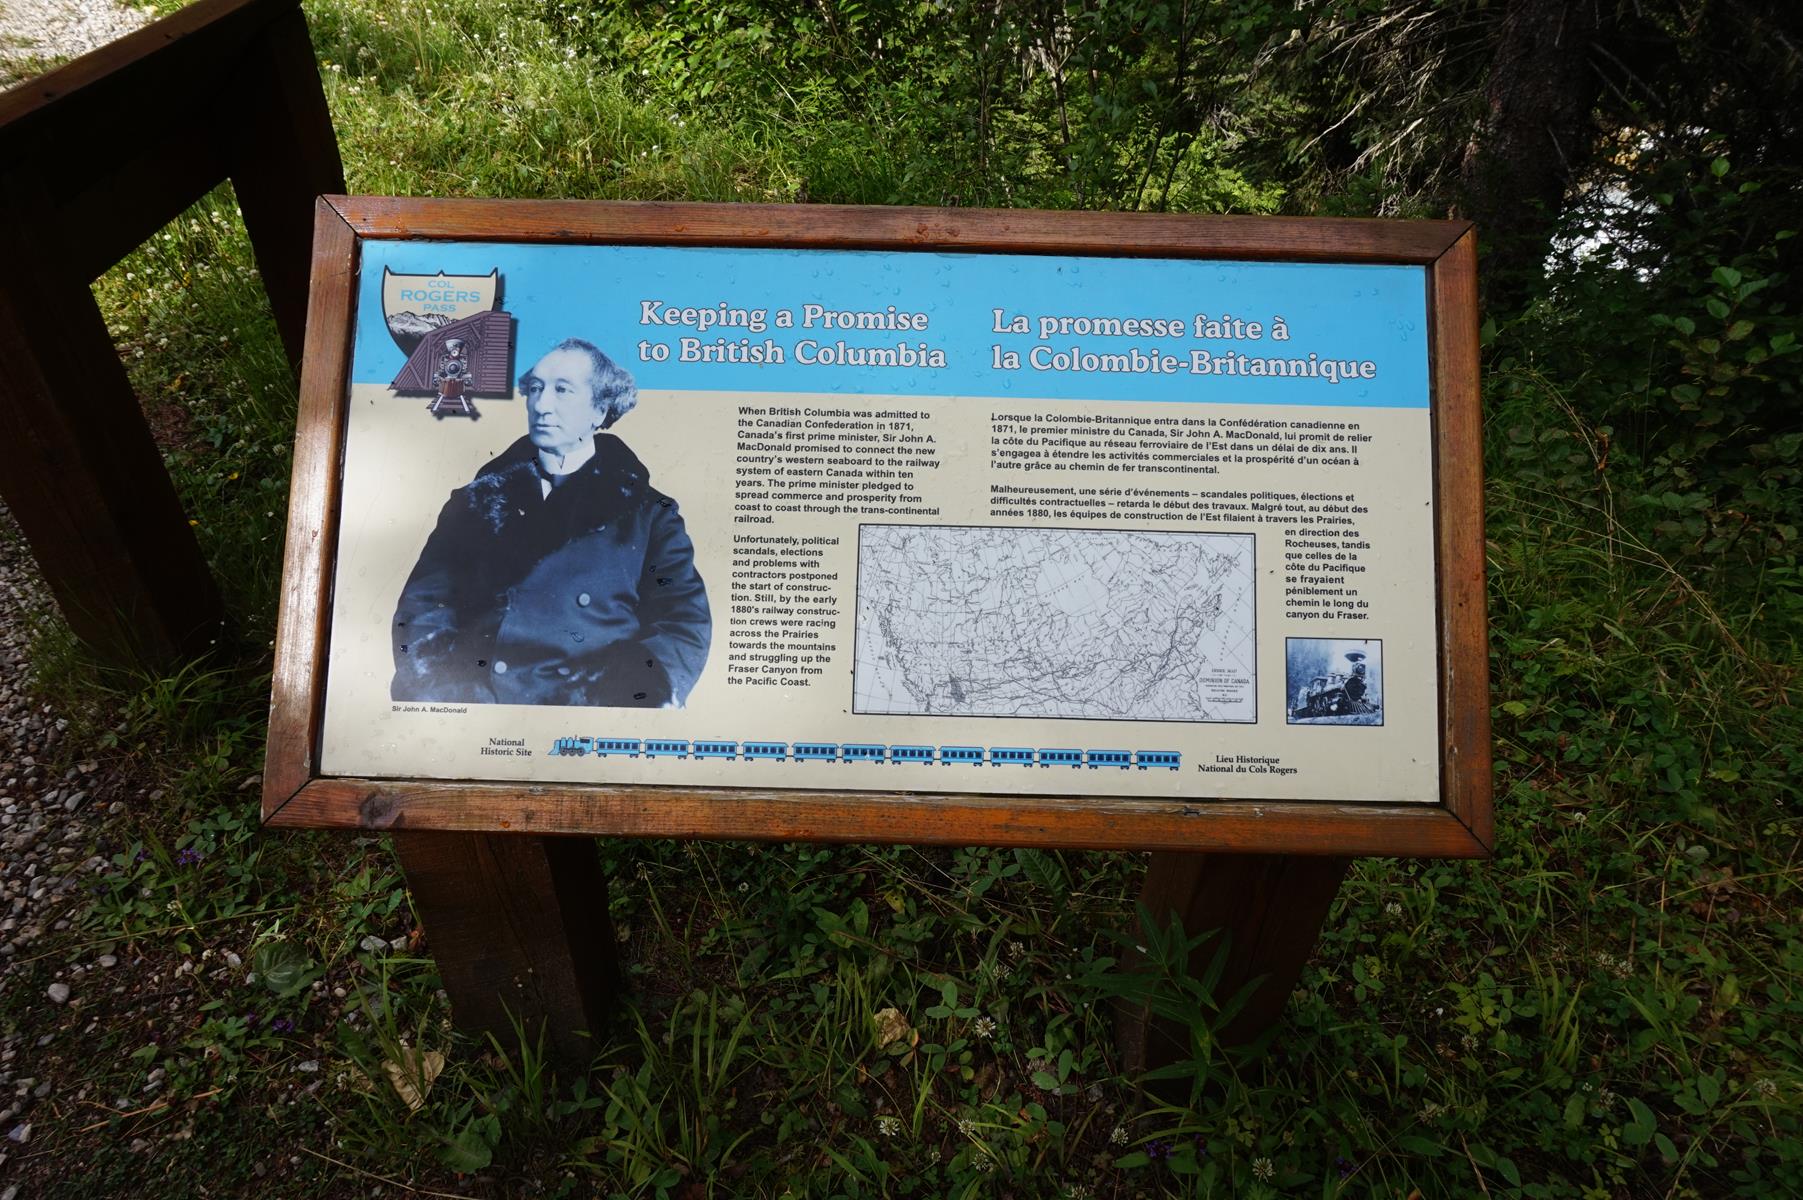 COL
ROGERS
PASS
Keeping a Promise
to British Columbia
La promesse faite à
la Colombie-Britannique
When British Columbia was admitted to
the Canadian Confederation in 1871,
Canada's first prime minister, Sir John A.
MacDonald promised to connect the new
country's western seaboard to the railway
system of eastern Canada within ten
years. The prime minister pledged to
spread commerce and prosperity from
coast to coast through the trans-continental
railroad.
Unfortunately, political
scandals, elections
and problems with
contractors postponed
the start of construc-
tion. Still, by the early
1880's railway construc-
tion crews were racing
across the Prairies
towards the mountains
and struggling up the
Fraser Canyon from
the Pacific Coast.
Lorsque la Colombie-Britannique entra dans la Confédération canadienne en
1871, le premier ministre du Canada, Sir John A. MacDonald, lui promit de relier
la côte du Pacifique au réseau ferroviaire de l'Est dans un délai de dix ans. Il
s'engagea à étendre les activités commerciales et la prospérité d'un océan à
l'autre grâce au chemin de fer transcontinental.
Malheureusement, une série d'événements – scandales politiques, élections et
difficultés contractuelles – retarda le début des travaux. Malgré tout, au début des
années 1880, les équipes de construction de l'Est filaient à travers les Prairies,
en direction des
Rocheuses, tandis
que celles de la
côte du Pacifique
se frayaient
péniblement un
chemin le long du
canyon du Fraser.
DOMINION OF CANADA
Sir John A. MacDonald
National
Historic Site
Lieu Historique
National du Cols Rogers